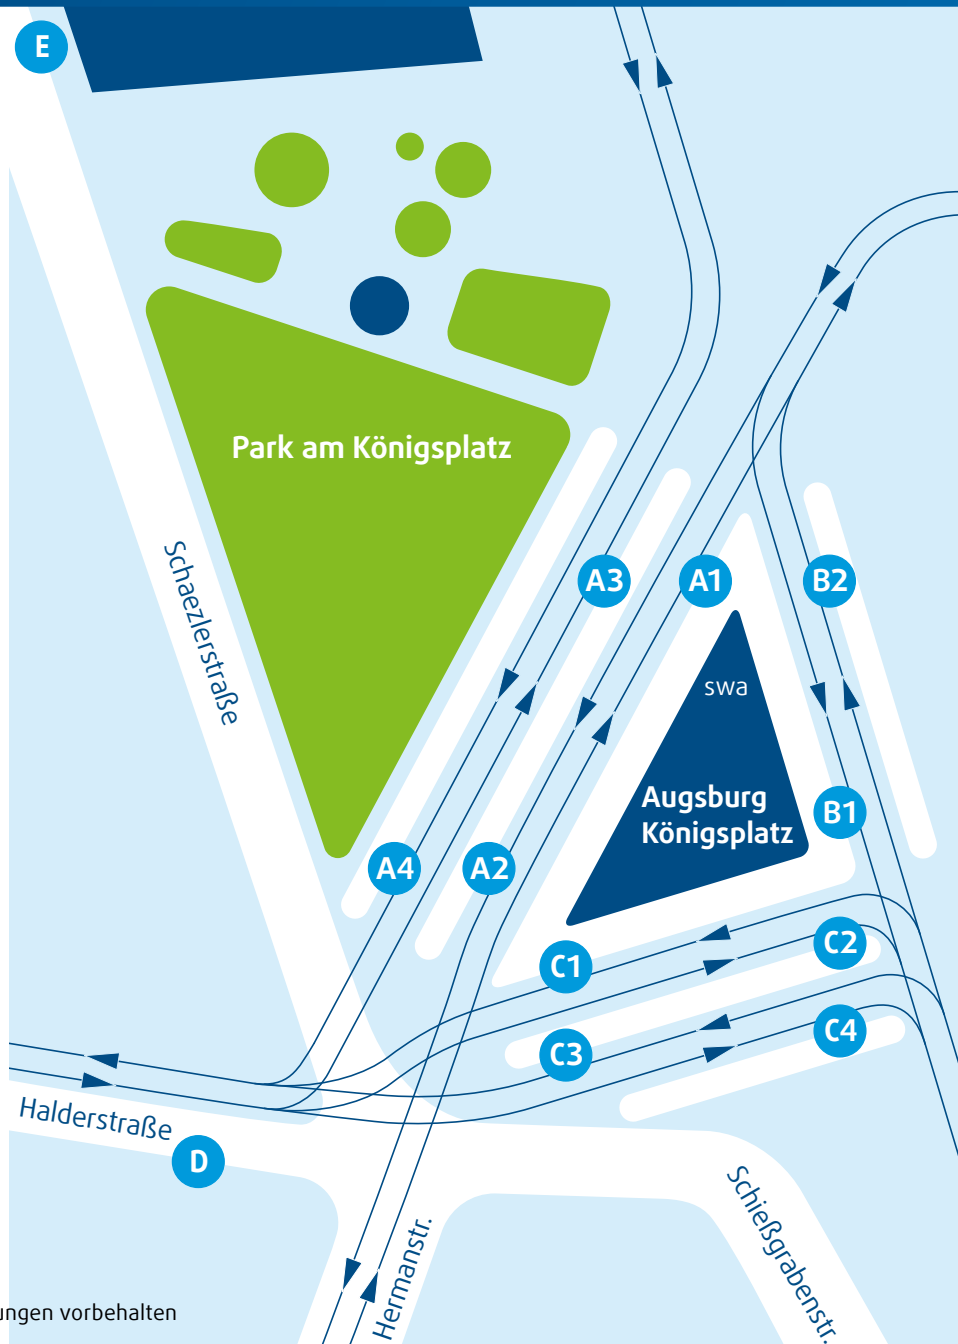 E
Park am Königsplatz
Schaezlerstraße
A3
A1
B2
swa
Augsburg
Königsplatz
B1
A4
A2
C1
C2
C3
C4
Halderstraße
D
Hermanstr.
Schießgrabenstr.
vorbehalten